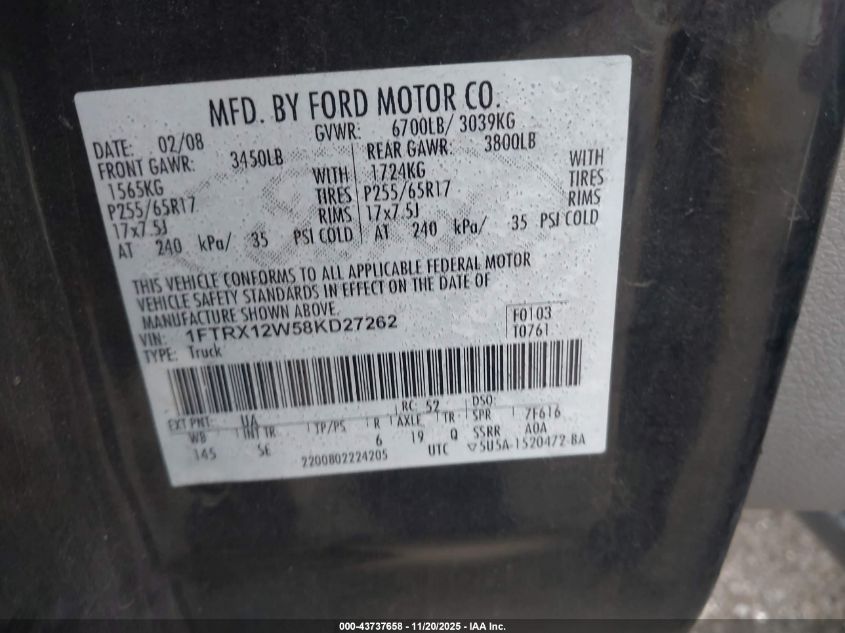 MFD. BY FORD MOTOR CO.
DATE: 02/08 GVWR: 6700LB/ 3039KG
FRONT GAWR: 3450LB REAR GAWR: 3800LB
1565KG WITH 1724KG WITH
P255/65R17 TIRES P255/65R17 TIRES
17x7.5J RIMS 17x7.5J RIMS
AT 240 kPa/ 35 PSI COLD AT 240 kPa/ 35 PSI COLD
THIS VEHICLE CONFORMS TO ALL APPLICABLE FEDERAL MOTOR
VEHICLE SAFETY STANDARDS IN EFFECT ON THE DATE OF
MANUFACTURE SHOWN ABOVE.
VIN: 1FTRX12W58KD27262 F0103
TYPE: Truck T0761
EXT PNT: UA RC: 52 DSO:
WB INT TR TP/PS R AXLE TR SPR 7F616
145 SE 6 19 Q SSRR A0A
2200802224205 UTC ▽5U5A-1520472-BA
000-43737658 - 11/20/2025 - IAA Inc.